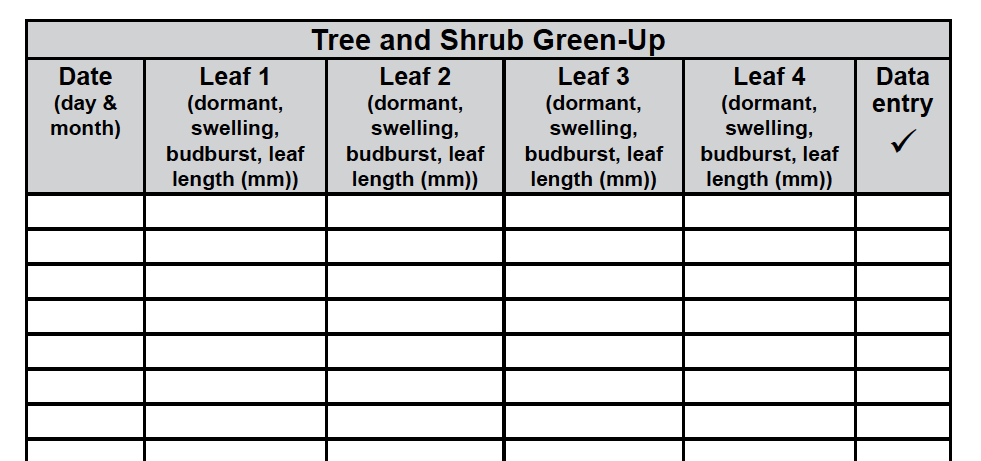 Tree and Shrub Green-Up
Date
(day &
month)
Leaf 1
(dormant,
swelling,
budburst, leaf
length (mm))
Leaf 2
(dormant,
swelling,
budburst, leaf
length (mm))
Leaf 3
(dormant,
swelling,
budburst, leaf
length (mm))
Leaf 4
(dormant,
swelling,
budburst, leaf
length (mm))
Data
entry
✓